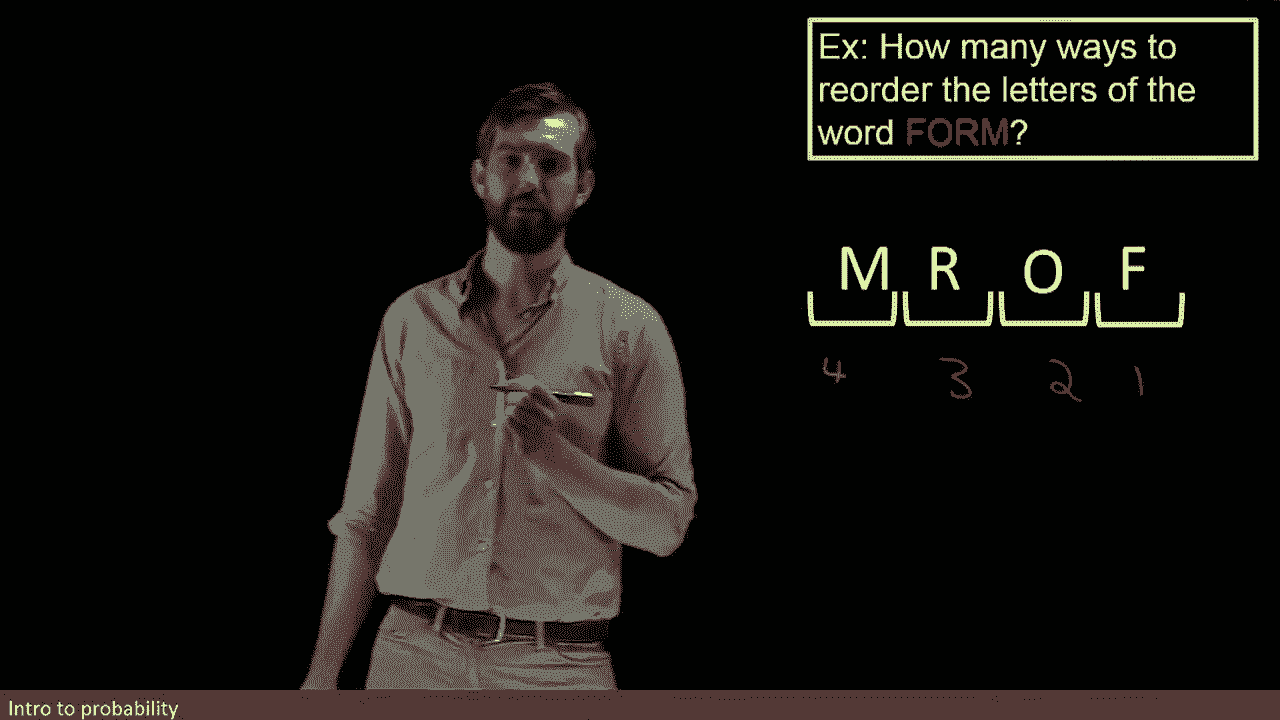 Ex: How many ways to
reorder the letters of the
word FORM?
M R O F
4 3 2 1
Intro to probability